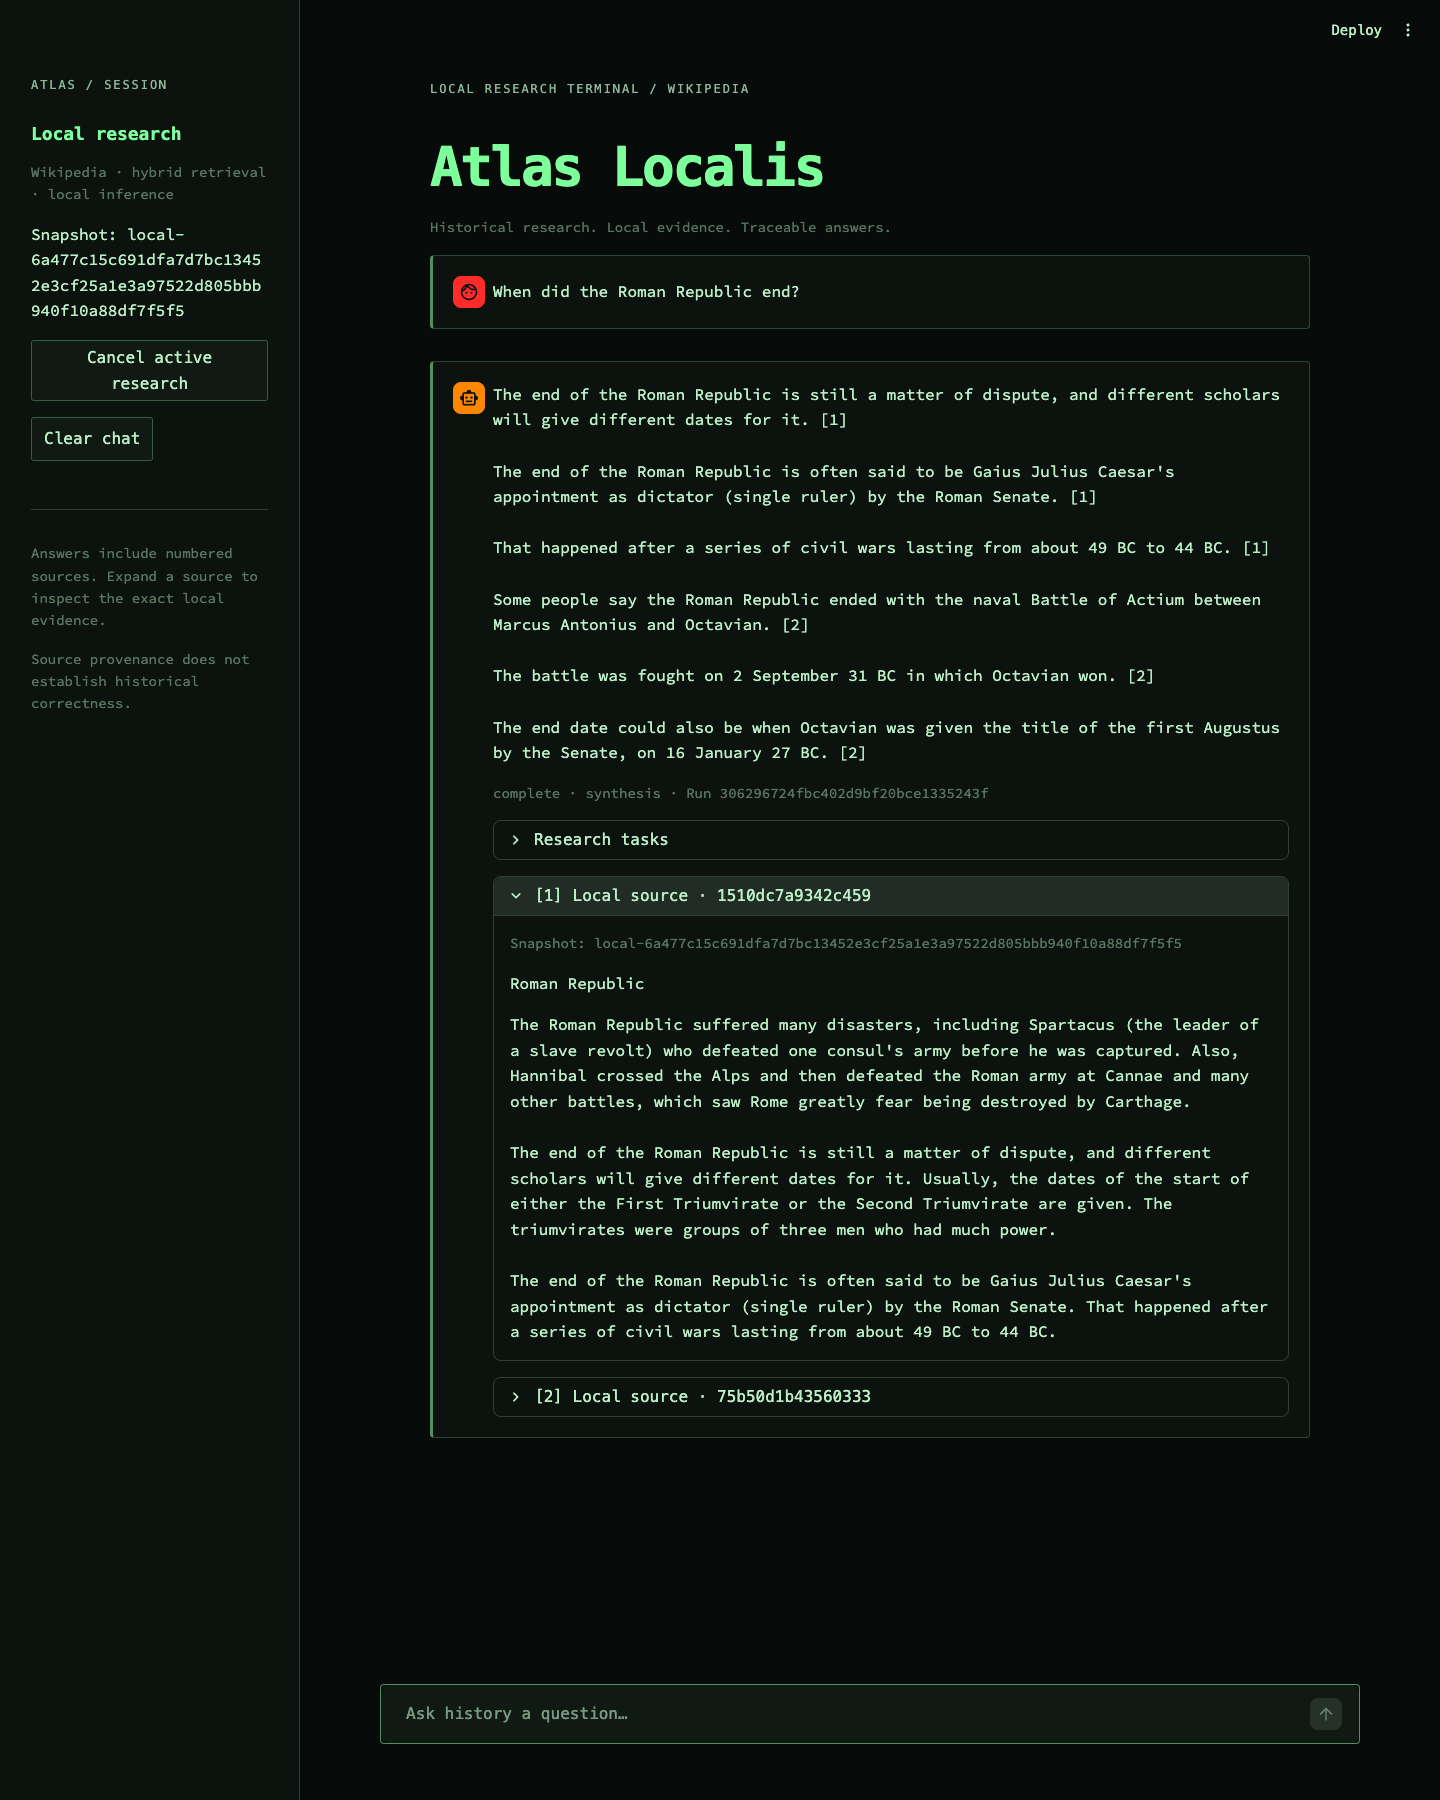 Deploy
ATLAS / SESSION
Local research
Wikipedia · hybrid retrieval
· local inference
Snapshot: local-
6a477c15c691dfa7d7bc1345
2e3cf25a1e3a97522d805bbb
940f10a88df7f5f5
Cancel active
research
Clear chat
Answers include numbered
sources. Expand a source to
inspect the exact local
evidence.
Source provenance does not
establish historical
correctness.
LOCAL RESEARCH TERMINAL / WIKIPEDIA
Atlas Localis
Historical research. Local evidence. Traceable answers.
When did the Roman Republic end?
The end of the Roman Republic is still a matter of dispute, and different scholars
will give different dates for it. [1]
The end of the Roman Republic is often said to be Gaius Julius Caesar's
appointment as dictator (single ruler) by the Roman Senate. [1]
That happened after a series of civil wars lasting from about 49 BC to 44 BC. [1]
Some people say the Roman Republic ended with the naval Battle of Actium between
Marcus Antonius and Octavian. [2]
The battle was fought on 2 September 31 BC in which Octavian won. [2]
The end date could also be when Octavian was given the title of the first Augustus
by the Senate, on 16 January 27 BC. [2]
complete · synthesis · Run 306296724fbc402d9bf20bce1335243f
Research tasks
[1] Local source · 1510dc7a9342c459
Snapshot: local-6a477c15c691dfa7d7bc13452e3cf25a1e3a97522d805bbb940f10a88df7f5f5
Roman Republic
The Roman Republic suffered many disasters, including Spartacus (the leader of
a slave revolt) who defeated one consul's army before he was captured. Also,
Hannibal crossed the Alps and then defeated the Roman army at Cannae and many
other battles, which saw Rome greatly fear being destroyed by Carthage.
The end of the Roman Republic is still a matter of dispute, and different
scholars will give different dates for it. Usually, the dates of the start of
either the First Triumvirate or the Second Triumvirate are given. The
triumvirates were groups of three men who had much power.
The end of the Roman Republic is often said to be Gaius Julius Caesar's
appointment as dictator (single ruler) by the Roman Senate. That happened after
a series of civil wars lasting from about 49 BC to 44 BC.
[2] Local source · 75b50d1b43560333
Ask history a question…